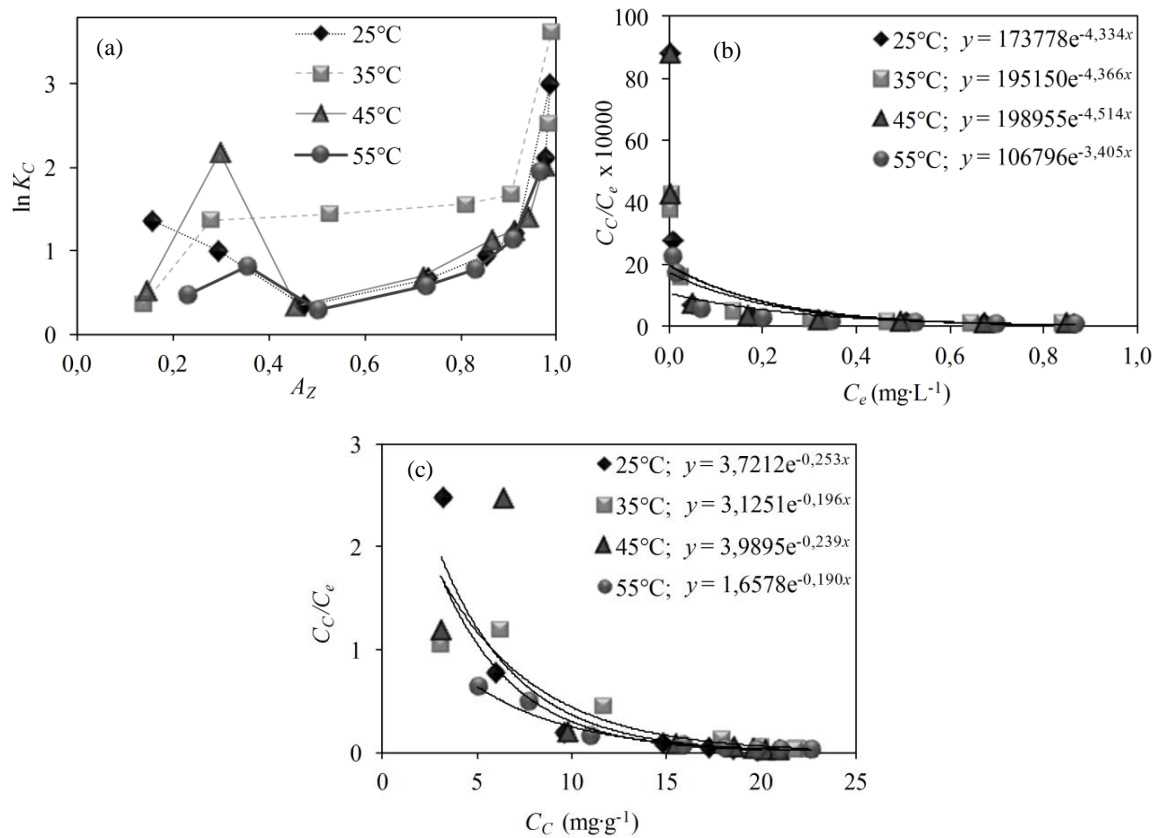 (a)
25°C
35°C
45°C
55°C
3
2
1
0
ln K_C
0,0 0,2 0,4 0,6 0,8 1,0
A_Z
(b)
25°C; y = 173778e^-4,334x
35°C; y = 195150e^-4,366x
45°C; y = 198955e^-4,514x
55°C; y = 106796e^-3,405x
100
80
60
40
20
0
C_C/C_e x 10000
0,0 0,2 0,4 0,6 0,8 1,0
C_e (mg·L^-1)
(c)
25°C; y = 3,7212e^-0,253x
35°C; y = 3,1251e^-0,196x
45°C; y = 3,9895e^-0,239x
55°C; y = 1,6578e^-0,190x
3
2
1
0
C_C/C_e
0 5 10 15 20 25
C_C (mg·g^-1)